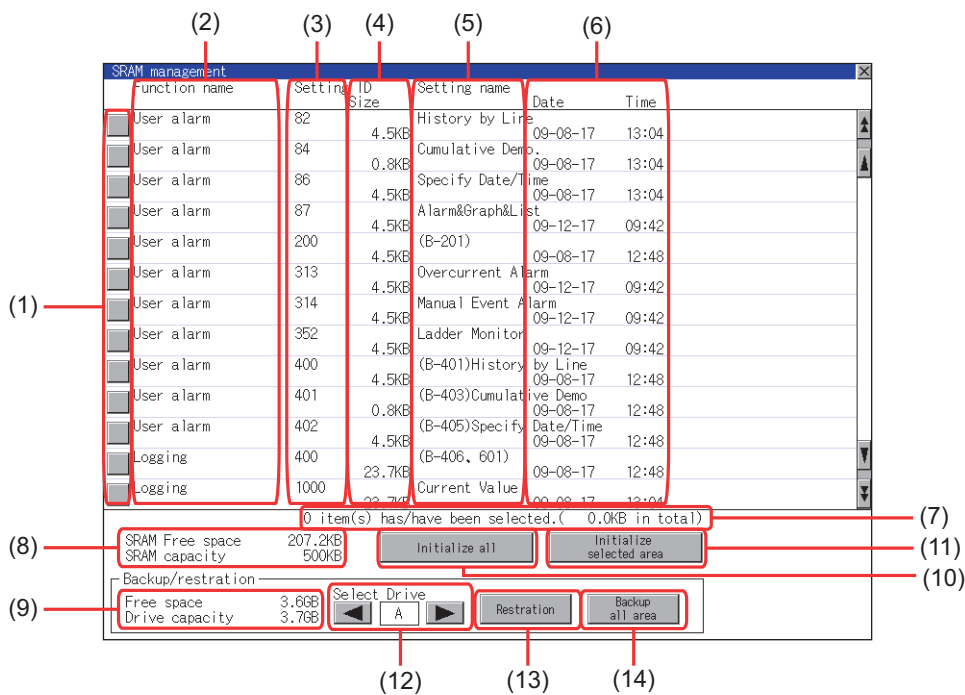 (2) (3) (4) (5) (6)
SRAM management
Function name Setting ID Setting name
Size Date Time
(1)
User alarm 82 History by Line
4.5KB 09-08-17 13:04
User alarm 84 Cumulative Demo.
0.8KB 09-08-17 13:04
User alarm 86 Specify Date/Time
4.5KB 09-08-17 13:04
User alarm 87 Alarm&Graph&List
4.5KB 09-12-17 09:42
User alarm 200 (B-201)
4.5KB 09-08-17 12:48
User alarm 313 Overcurrent Alarm
4.5KB 09-12-17 09:42
User alarm 314 Manual Event Alarm
4.5KB 09-12-17 09:42
User alarm 352 Ladder Monitor
4.5KB 09-12-17 09:42
User alarm 400 (B-401)History by Line
4.5KB 09-08-17 12:48
User alarm 401 (B-403)Cumulative Demo
0.8KB 09-08-17 12:48
User alarm 402 (B-405)Specify Date/Time
4.5KB 09-08-17 12:48
Logging 400 (B-406、601)
23.7KB 09-08-17 12:48
Logging 1000 Current Value
23.7KB 09-08-17 13:04
0 item(s) has/have been selected.( 0.0KB in total) (7)
(8) SRAM Free space 207.2KB
SRAM capacity 500KB
Initialize all (10)
Initialize
selected area (11)
Backup/restration
(9) Free space 3.6GB
Drive capacity 3.7GB
Select Drive
A
Restration
Backup
all area
(12) (13) (14)